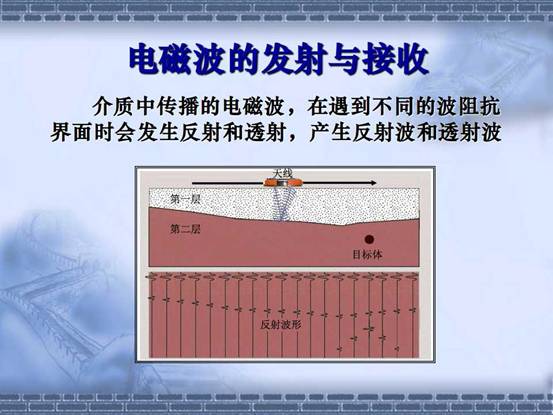 电磁波的发射与接收
介质中传播的电磁波，在遇到不同的波阻抗
界面时会发生反射和透射，产生反射波和透射波
天线
第一层
第二层
目标体
反射波形